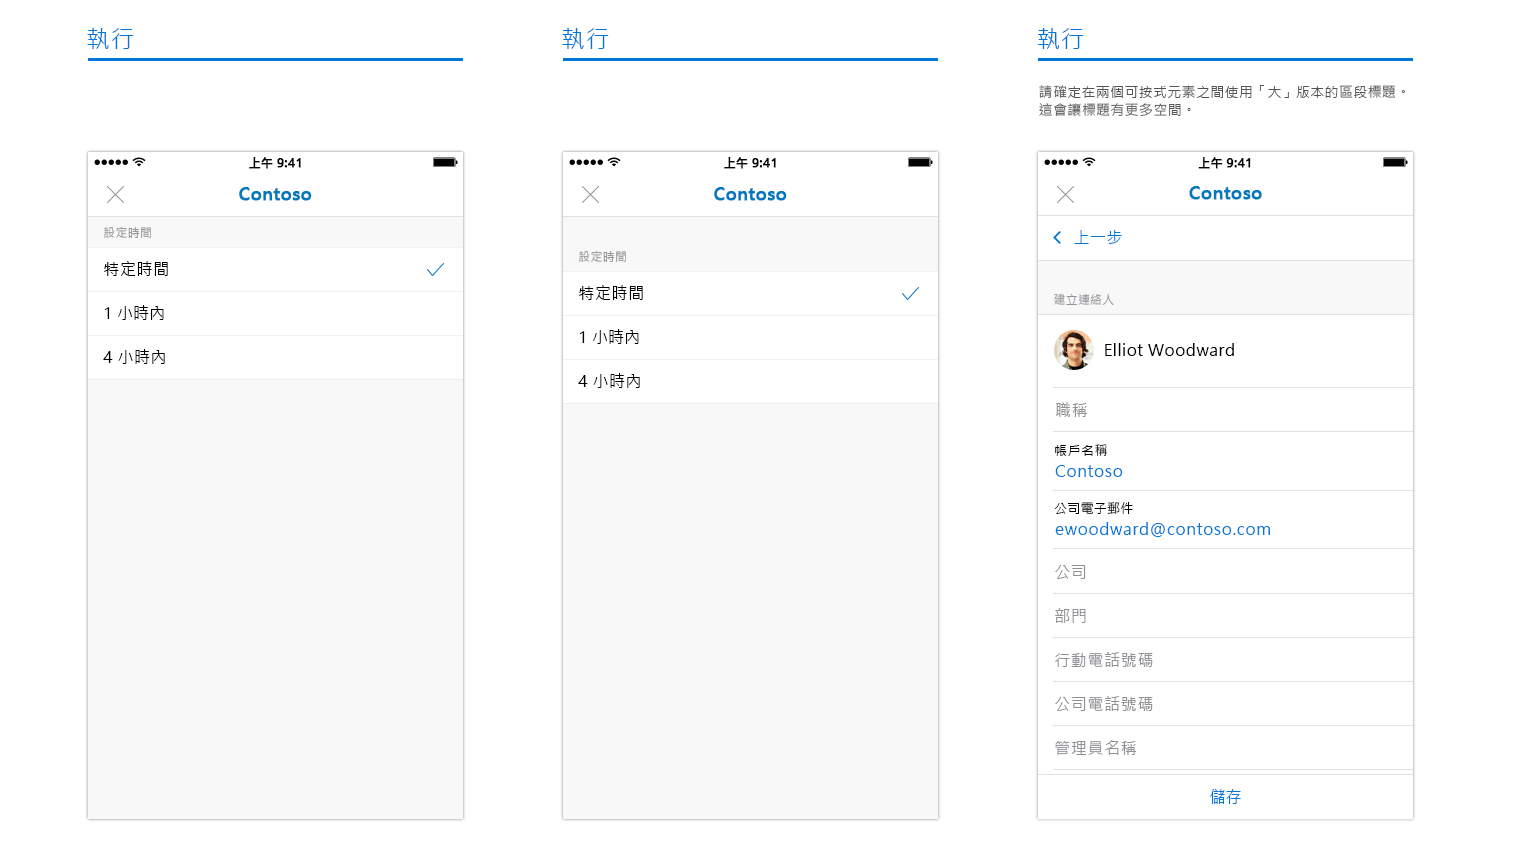 執行
上午 9:41
Contoso
設定時間
特定時間
1 小時內
4 小時內
執行
上午 9:41
Contoso
設定時間
特定時間
1 小時內
4 小時內
執行
請確定在兩個可按式元素之間使用「大」版本的區段標題。
這會讓標題有更多空間。
上午 9:41
Contoso
上一步
建立連絡人
Elliot Woodward
職稱
帳戶名稱
Contoso
公司電子郵件
ewoodward@contoso.com
公司
部門
行動電話號碼
公司電話號碼
管理員名稱
儲存